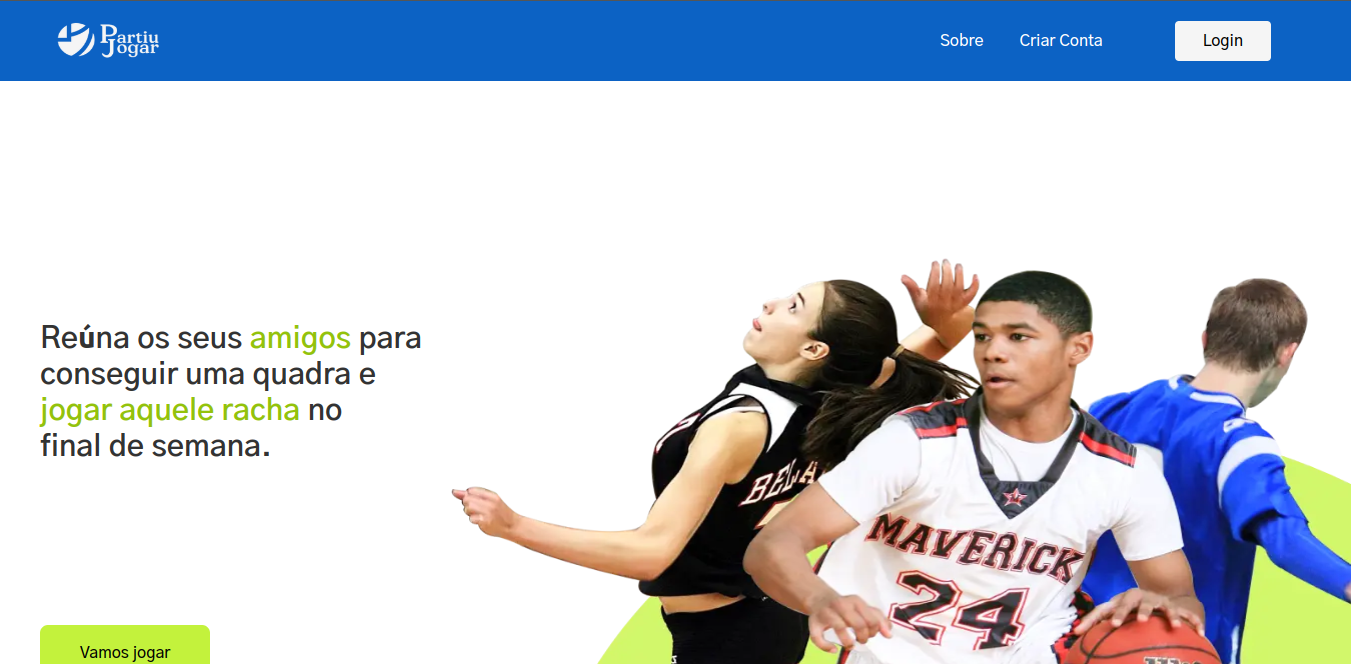 Partiu
Jogar
Sobre
Criar Conta
Login
Reúna os seus amigos para
conseguir uma quadra e
jogar aquele racha no
final de semana.
BELLA
MAVERICK
24
Vamos jogar